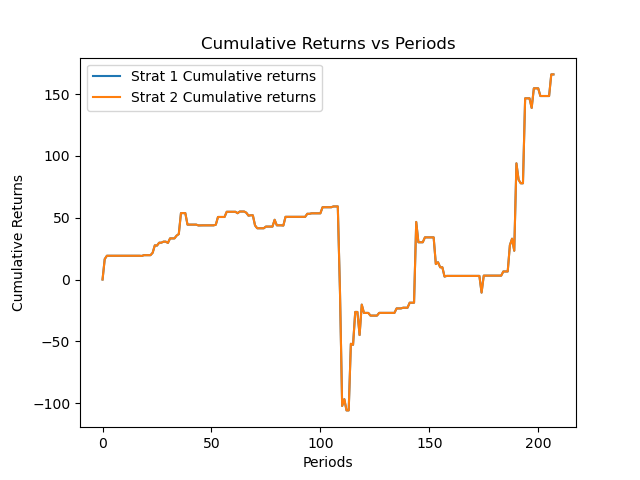 Cumulative Returns vs Periods
Strat 1 Cumulative returns
Strat 2 Cumulative returns
150
100
50
0
−50
−100
Cumulative Returns
0 50 100 150 200
Periods